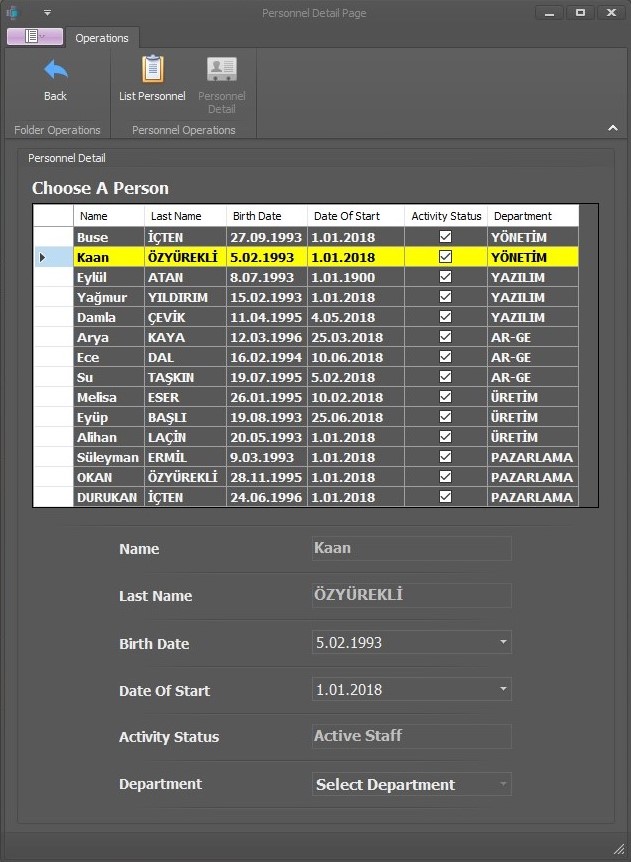 Personnel Detail Page
Operations
Back
List Personnel
Personnel Detail
Folder Operations
Personnel Operations
Personnel Detail
Choose A Person
Name Last Name Birth Date Date Of Start Activity Status Department
Buse İÇTEN 27.09.1993 1.01.2018 YÖNETİM
Kaan ÖZYÜREKLİ 5.02.1993 1.01.2018 YÖNETİM
Eylül ATAN 8.07.1993 1.01.1900 YAZILIM
Yağmur YILDIRIM 15.02.1993 1.01.2018 YAZILIM
Damla ÇEVİK 11.04.1995 4.05.2018 YAZILIM
Arya KAYA 12.03.1996 25.03.2018 AR-GE
Ece DAL 16.02.1994 10.06.2018 AR-GE
Su TAŞKIN 19.07.1995 5.02.2018 AR-GE
Melisa ESER 26.01.1995 10.02.2018 ÜRETİM
Eyüp BAŞLI 19.08.1993 25.06.2018 ÜRETİM
Alihan LAÇİN 20.05.1993 1.01.2018 ÜRETİM
Süleyman ERMİL 9.03.1993 1.01.2018 PAZARLAMA
OKAN ÖZYÜREKLİ 28.11.1995 1.01.2018 PAZARLAMA
DURUKAN İÇTEN 24.06.1996 1.01.2018 PAZARLAMA
Name Kaan
Last Name ÖZYÜREKLİ
Birth Date 5.02.1993
Date Of Start 1.01.2018
Activity Status Active Staff
Department Select Department